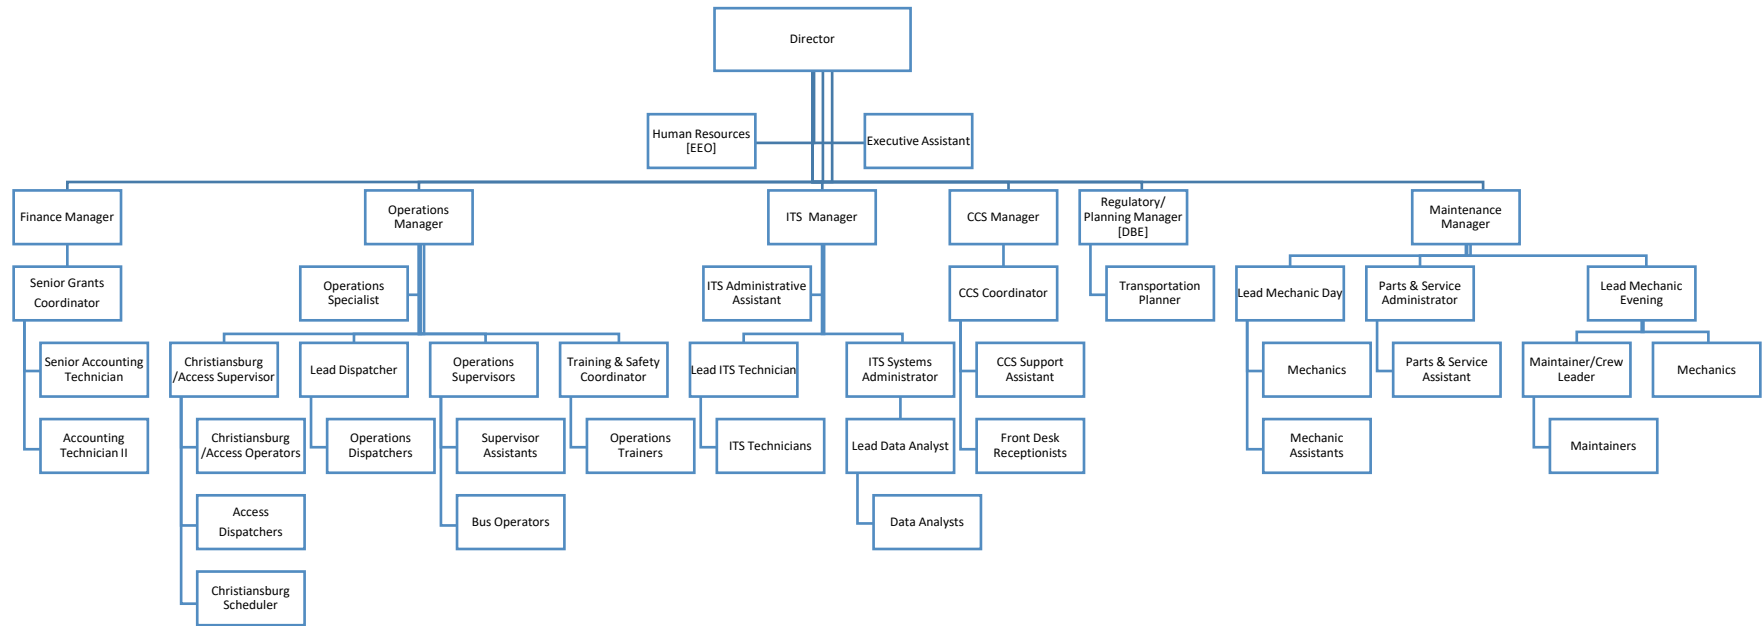 Director
Human Resources
[EEO]
Executive Assistant
Finance Manager
Operations
Manager
ITS Manager
CCS Manager
Regulatory/
Planning Manager
[DBE]
Maintenance
Manager
Senior Grants
Coordinator
Operations
Specialist
ITS Administrative
Assistant
CCS Coordinator
Transportation
Planner
Lead Mechanic Day
Parts & Service
Administrator
Lead Mechanic
Evening
Senior Accounting
Technician
Christiansburg
/Access Supervisor
Lead Dispatcher
Operations
Supervisors
Training & Safety
Coordinator
Lead ITS Technician
ITS Systems
Administrator
CCS Support
Assistant
Mechanics
Parts & Service
Assistant
Maintainer/Crew
Leader
Mechanics
Accounting
Technician II
Christiansburg
/Access Operators
Operations
Dispatchers
Supervisor
Assistants
Operations
Trainers
ITS Technicians
Lead Data Analyst
Front Desk
Receptionists
Mechanic
Assistants
Maintainers
Access
Dispatchers
Bus Operators
Data Analysts
Christiansburg
Scheduler